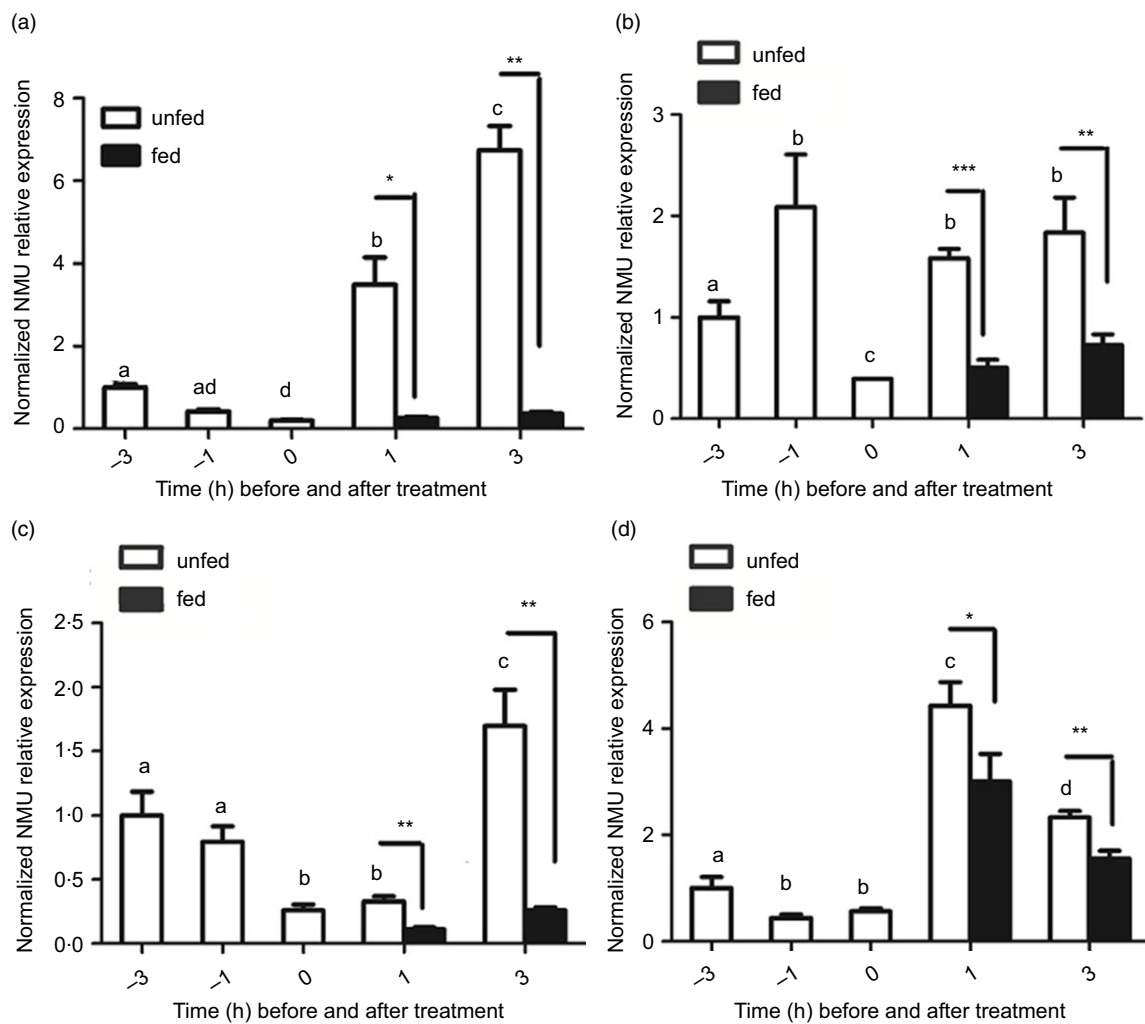 (a)
Normalized NMU relative expression
unfed
fed
8
6
4
2
0
a
ad
d
b
*
c
**
–3
–1
0
1
3
Time (h) before and after treatment
(b)
Normalized NMU relative expression
unfed
fed
3
2
1
0
a
b
c
b
***
b
**
–3
–1
0
1
3
Time (h) before and after treatment
(c)
Normalized NMU relative expression
unfed
fed
2·5
2·0
1·5
1·0
0·5
0·0
a
a
b
b
**
c
**
–3
–1
0
1
3
Time (h) before and after treatment
(d)
Normalized NMU relative expression
unfed
fed
6
4
2
0
a
b
b
c
*
d
**
–3
–1
0
1
3
Time (h) before and after treatment